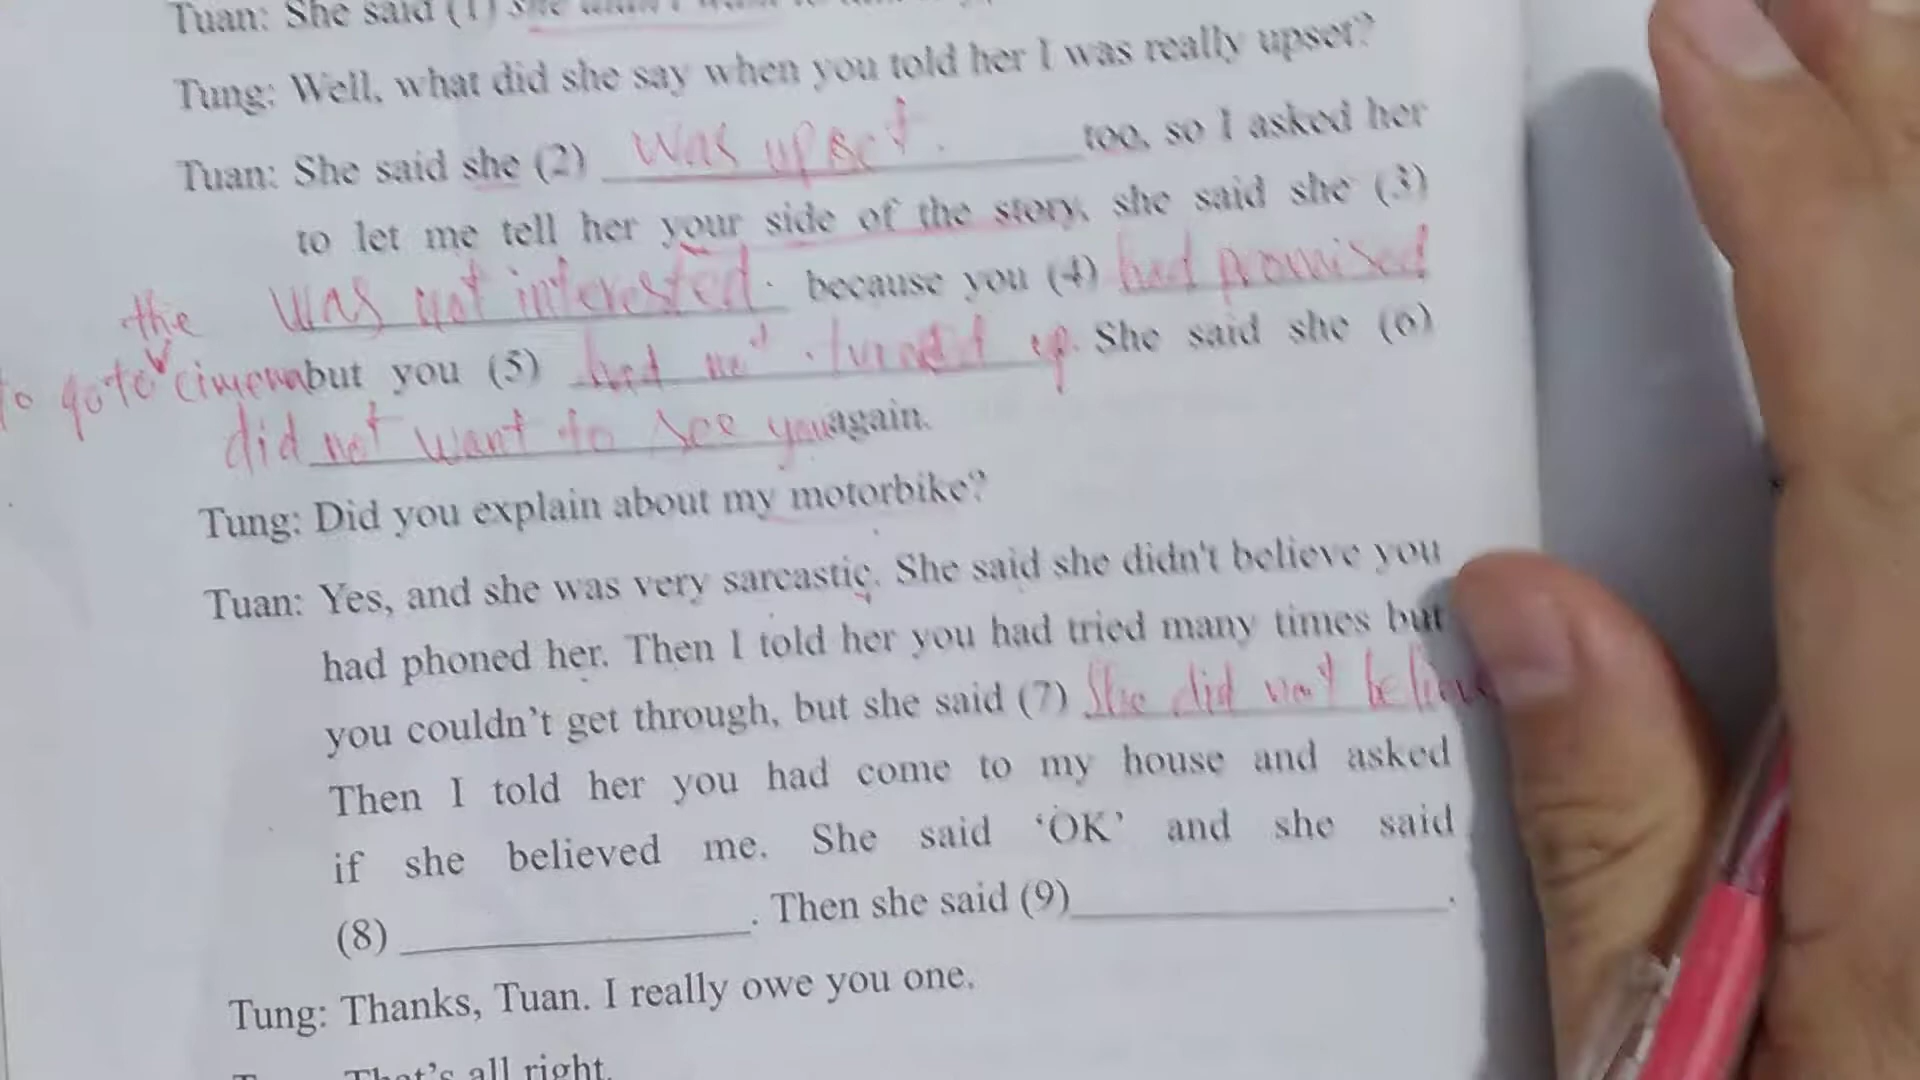 Tuan: She said (1) she didn't want to
Tung: Well, what did she say when you told her I was really upset?
Tuan: She said she (2) was upset. too, so I asked her
to let me tell her your side of the story, she said she (3)
the was not interested. because you (4) had promised
to go to cinema but you (5) had not turned up. She said she (6)
did not want to see you again.
Tung: Did you explain about my motorbike?
Tuan: Yes, and she was very sarcastic. She said she didn't believe you
had phoned her. Then I told her you had tried many times but
you couldn't get through, but she said (7) She did not believe
Then I told her you had come to my house and asked
if she believed me. She said 'OK' and she said
(8) . Then she said (9) .
Tung: Thanks, Tuan. I really owe you one.
That's all right.